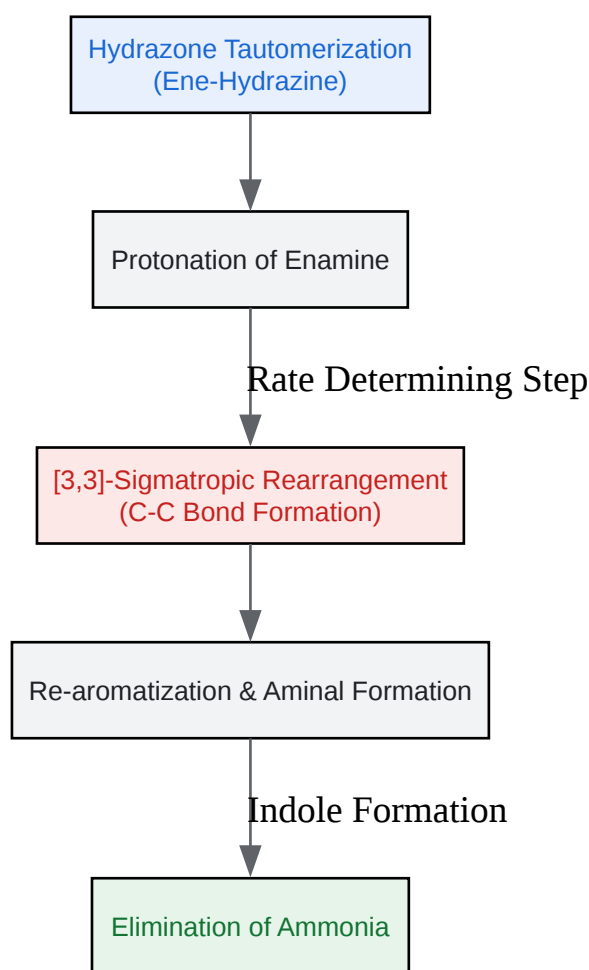 Hydrazone Tautomerization
(Ene-Hydrazine)
Protonation of Enamine
Rate Determining Step
[3,3]-Sigmatropic Rearrangement
(C-C Bond Formation)
Re-aromatization & Aminal Formation
Indole Formation
Elimination of Ammonia